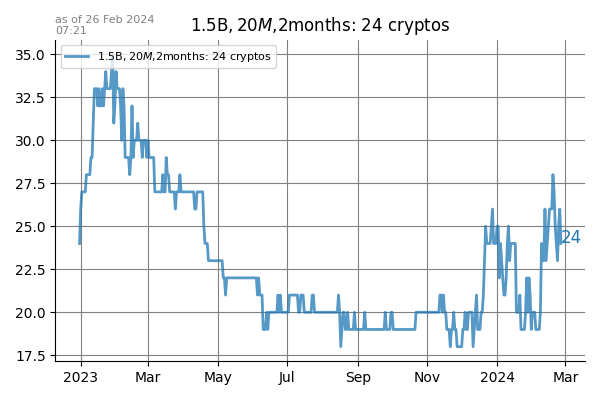 as of 26 Feb 2024
07:21
1.5B, 20M,2months: 24 cryptos
1.5B, 20M,2months: 24 cryptos
35.0
32.5
30.0
27.5
25.0
22.5
20.0
17.5
24
2023 Mar May Jul Sep Nov 2024 Mar